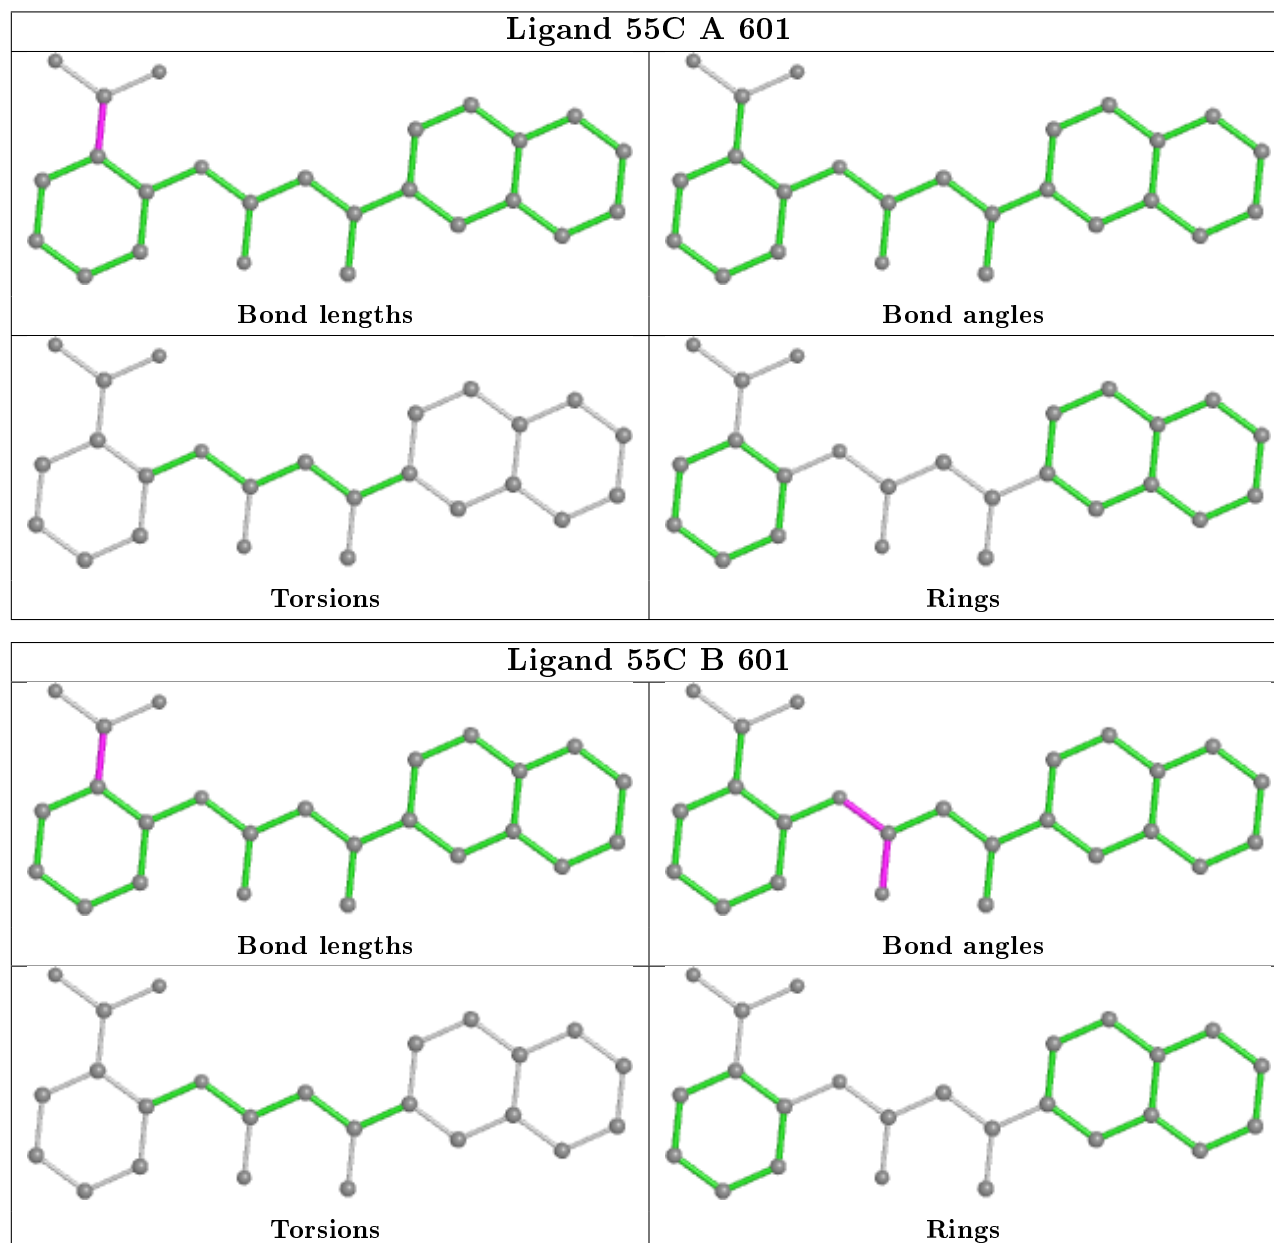 Ligand 55C A 601
Bond lengths
Bond angles
Torsions
Rings
Ligand 55C B 601
Bond lengths
Bond angles
Torsions
Rings